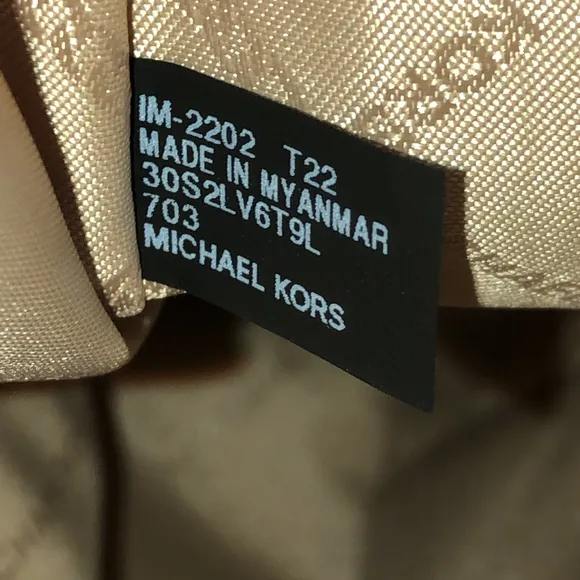 IM-2202 T22
MADE IN MYANMAR
30S2LV6T9L
703
MICHAEL KORS